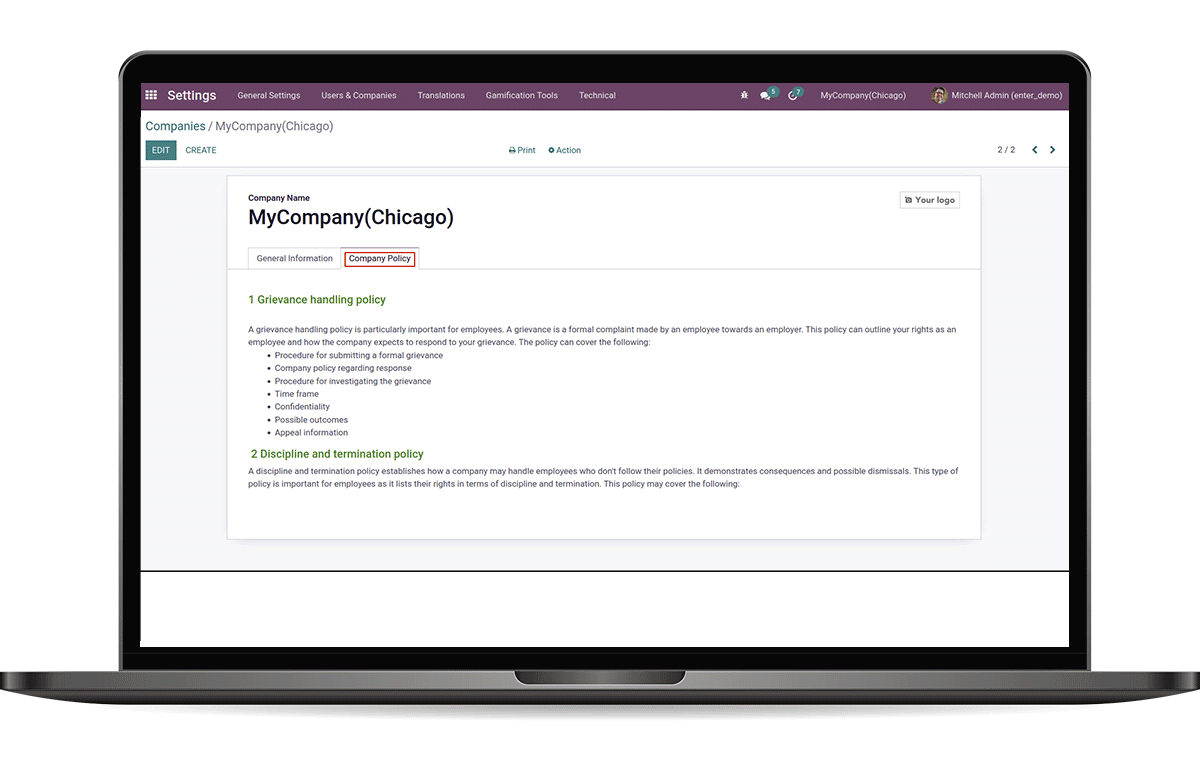 Settings General Settings Users & Companies Translations Gamification Tools Technical 5 7 MyCompany(Chicago) Mitchell Admin (enter_demo)
Companies / MyCompany(Chicago)
EDIT CREATE Print Action 2 / 2
Company Name
MyCompany(Chicago)
Your logo
General Information Company Policy
1 Grievance handling policy
A grievance handling policy is particularly important for employees. A grievance is a formal complaint made by an employee towards an employer. This policy can outline your rights as an
employee and how the company expects to respond to your grievance. The policy can cover the following:
• Procedure for submitting a formal grievance
• Company policy regarding response
• Procedure for investigating the grievance
• Time frame
• Confidentiality
• Possible outcomes
• Appeal information
2 Discipline and termination policy
A discipline and termination policy establishes how a company may handle employees who don't follow their policies. It demonstrates consequences and possible dismissals. This type of
policy is important for employees as it lists their rights in terms of discipline and termination. This policy may cover the following: